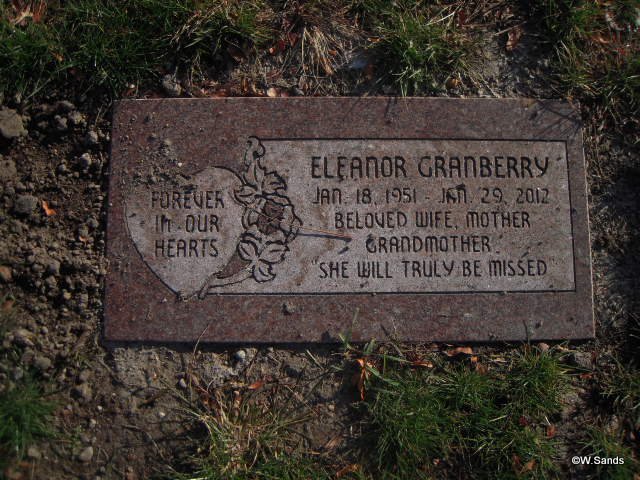 FOREVER
IN OUR
HEARTS
ELEANOR GRANBERRY
JAN. 18, 1951 - JAN. 29, 2012
BELOVED WIFE, MOTHER
GRANDMOTHER
"SHE WILL TRULY BE MISSED"
©W.Sands